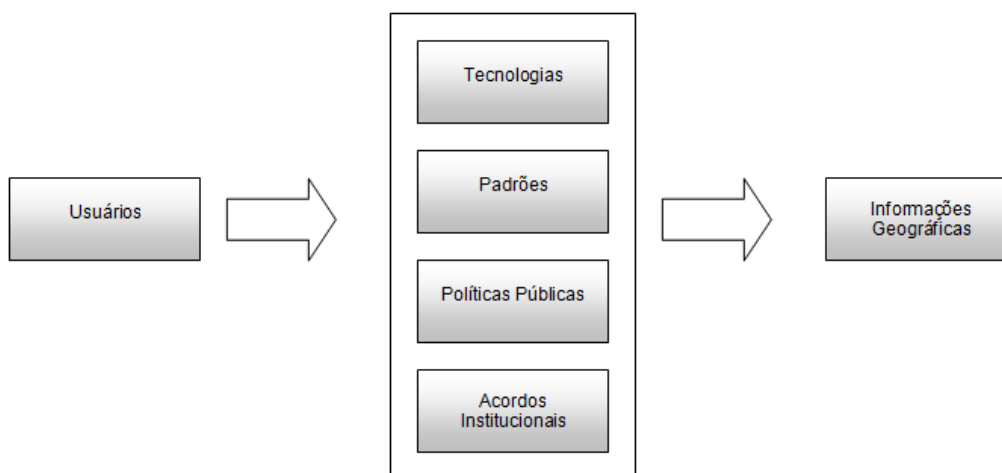 Usuários
Tecnologias
Padrões
Políticas Públicas
Acordos
Institucionais
Informações
Geográficas